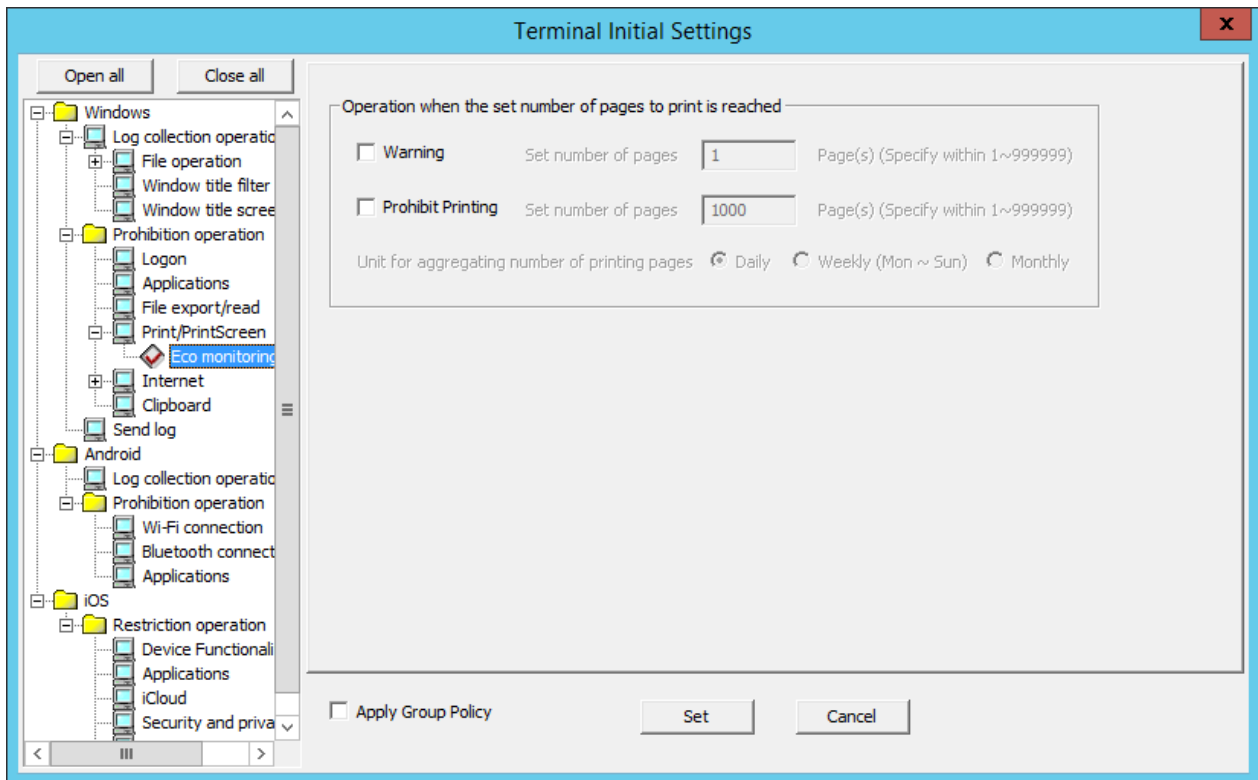 Terminal Initial Settings
x
Open all
Close all
Windows
Log collection operatio
File operation
Window title filter
Window title scree
Prohibition operation
Logon
Applications
File export/read
Print/PrintScreen
Eco monitoring
Internet
Clipboard
Send log
Android
Log collection operatio
Prohibition operation
Wi-Fi connection
Bluetooth connect
Applications
iOS
Restriction operation
Device Functionali
Applications
iCloud
Security and priva
Operation when the set number of pages to print is reached
Warning Set number of pages 1 Page(s) (Specify within 1~999999)
Prohibit Printing Set number of pages 1000 Page(s) (Specify within 1~999999)
Unit for aggregating number of printing pages Daily Weekly (Mon ~ Sun) Monthly
Apply Group Policy
Set
Cancel